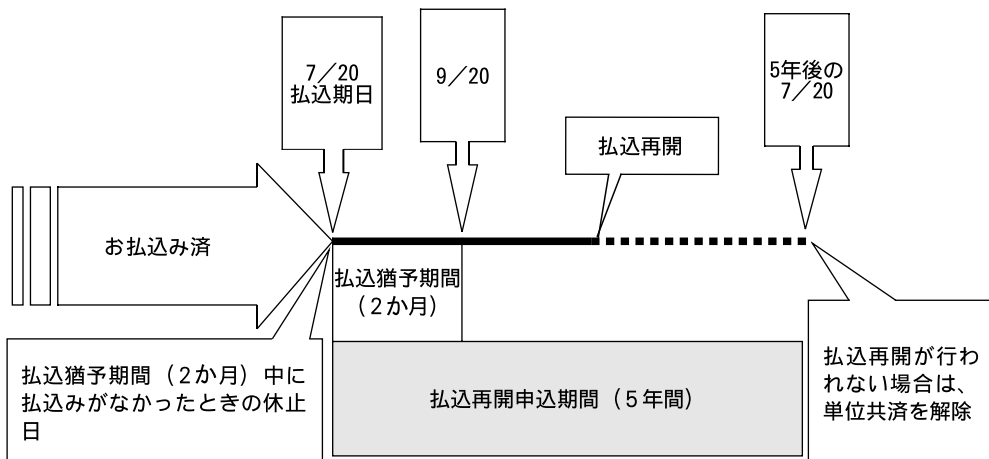 7／20
払込期日
9／20
5年後の
7／20
払込再開
お払込み済
払込猶予期間
（２か月）
払込猶予期間（２か月）中に
払込みがなかったときの休止
日
払込再開申込期間（５年間）
払込再開が行わ
れない場合は、
単位共済を解除